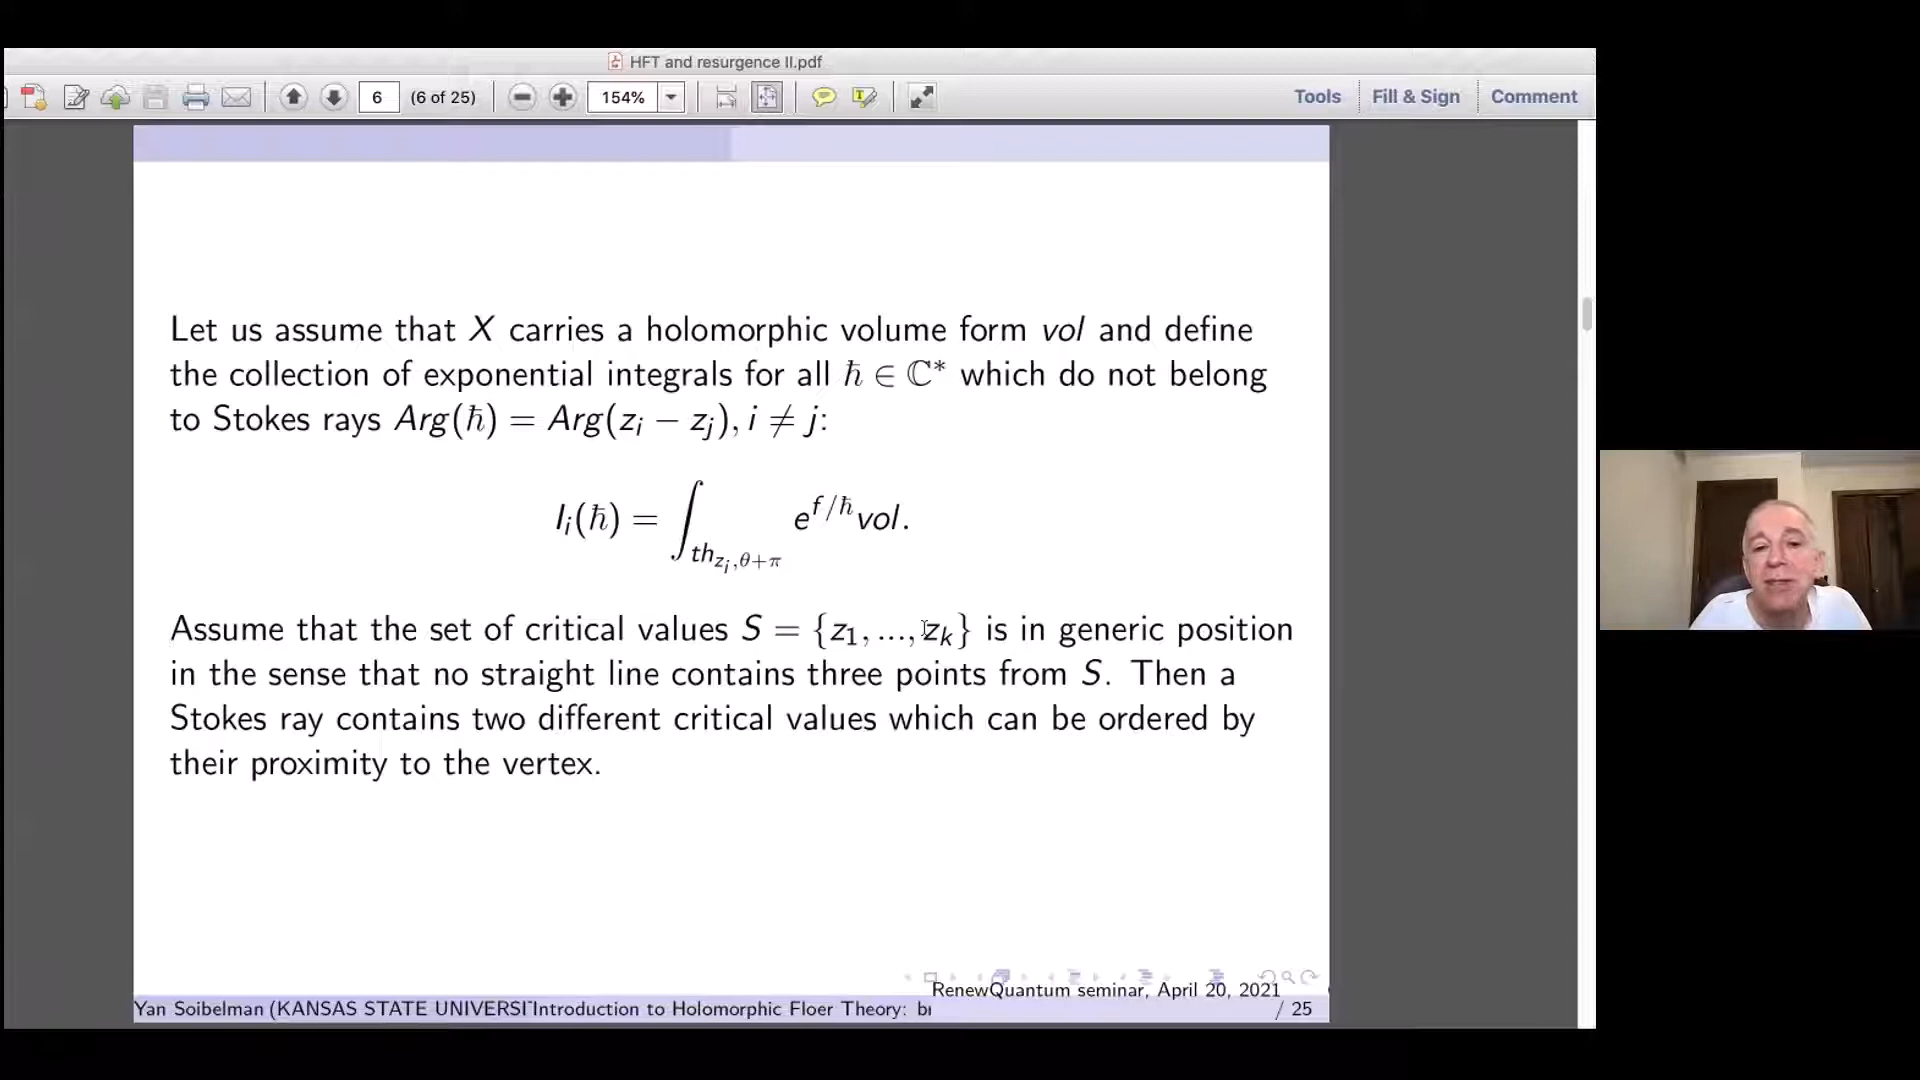 HFT and resurgence II.pdf
6 (6 of 25) 154% Tools Fill & Sign Comment
Let us assume that X carries a holomorphic volume form vol and define
the collection of exponential integrals for all ℏ ∈ ℂ* which do not belong
to Stokes rays Arg(ℏ) = Arg(z_i − z_j), i ≠ j:
I_i(ℏ) = ∫_{th_{z_i,θ+π}} e^{f/ℏ} vol.
Assume that the set of critical values S = {z_1, ..., z_k} is in generic position
in the sense that no straight line contains three points from S. Then a
Stokes ray contains two different critical values which can be ordered by
their proximity to the vertex.
RenewQuantum seminar, April 20, 2021
Yan Soibelman (KANSAS STATE UNIVERSI Introduction to Holomorphic Floer Theory: br / 25